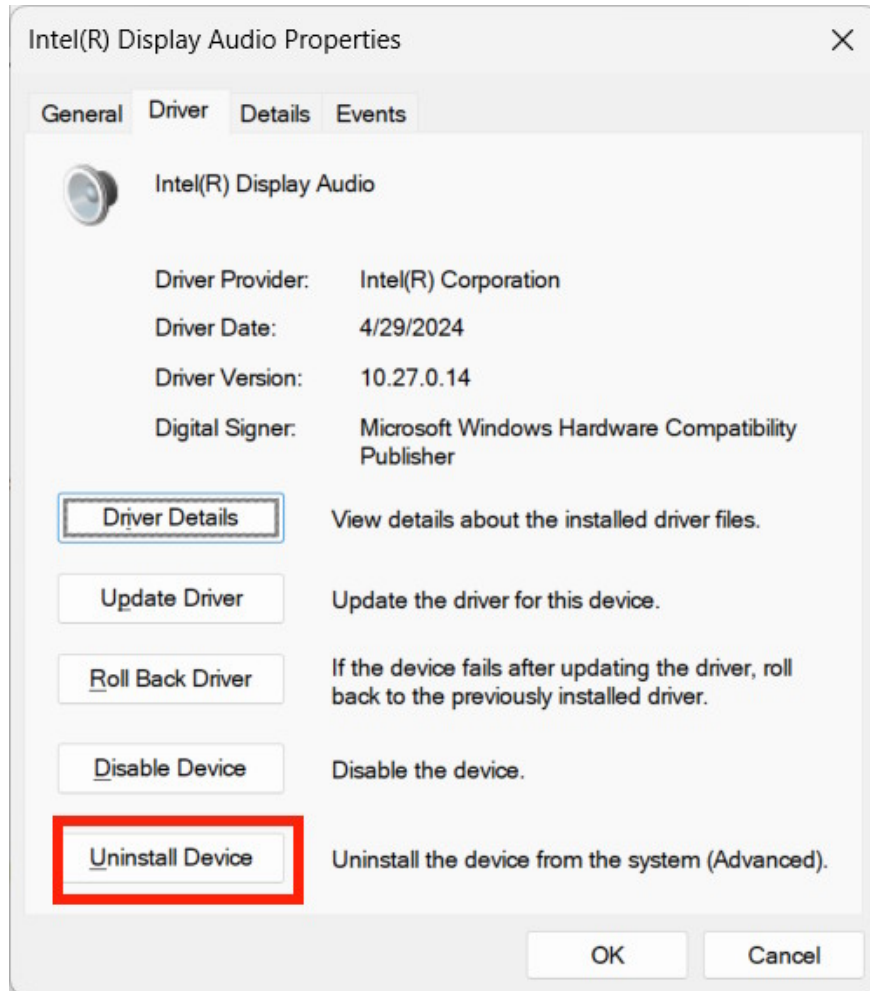 Intel(R) Display Audio Properties
General Driver Details Events
Intel(R) Display Audio
Driver Provider: Intel(R) Corporation
Driver Date: 4/29/2024
Driver Version: 10.27.0.14
Digital Signer: Microsoft Windows Hardware Compatibility
Publisher
Driver Details View details about the installed driver files.
Update Driver Update the driver for this device.
Roll Back Driver If the device fails after updating the driver, roll
back to the previously installed driver.
Disable Device Disable the device.
Uninstall Device Uninstall the device from the system (Advanced).
OK Cancel